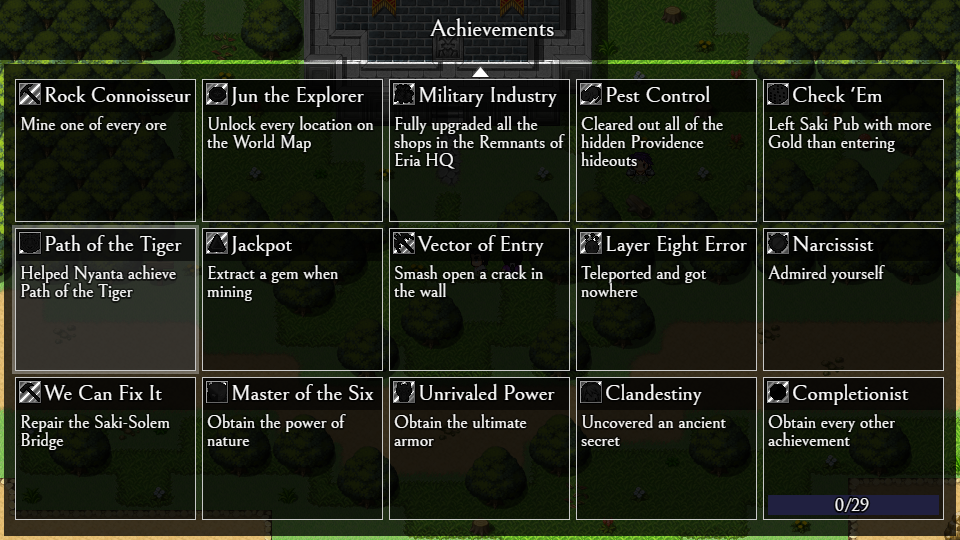 Achievements
Rock Connoisseur
Mine one of every ore
Jun the Explorer
Unlock every location on
the World Map
Military Industry
Fully upgraded all the
shops in the Remnants of
Eria HQ
Pest Control
Cleared out all of the
hidden Providence
hideouts
Check 'Em
Left Saki Pub with more
Gold than entering
Path of the Tiger
Helped Nyanta achieve
Path of the Tiger
Jackpot
Extract a gem when
mining
Vector of Entry
Smash open a crack in
the wall
Layer Eight Error
Teleported and got
nowhere
Narcissist
Admired yourself
We Can Fix It
Repair the Saki-Solem
Bridge
Master of the Six
Obtain the power of
nature
Unrivaled Power
Obtain the ultimate
armor
Clandestiny
Uncovered an ancient
secret
Completionist
Obtain every other
achievement
0/29